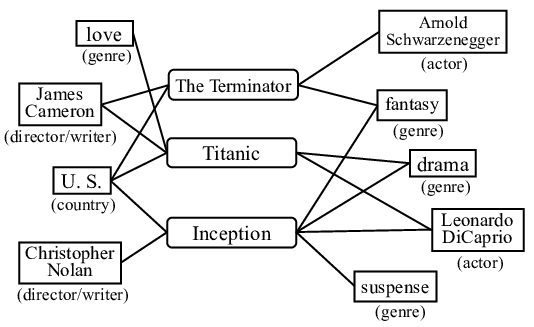 love
(genre)
James
Cameron
(director/writer)
U. S.
(country)
Christopher
Nolan
(director/writer)
The Terminator
Titanic
Inception
Arnold
Schwarzenegger
(actor)
fantasy
(genre)
drama
(genre)
Leonardo
DiCaprio
(actor)
suspense
(genre)